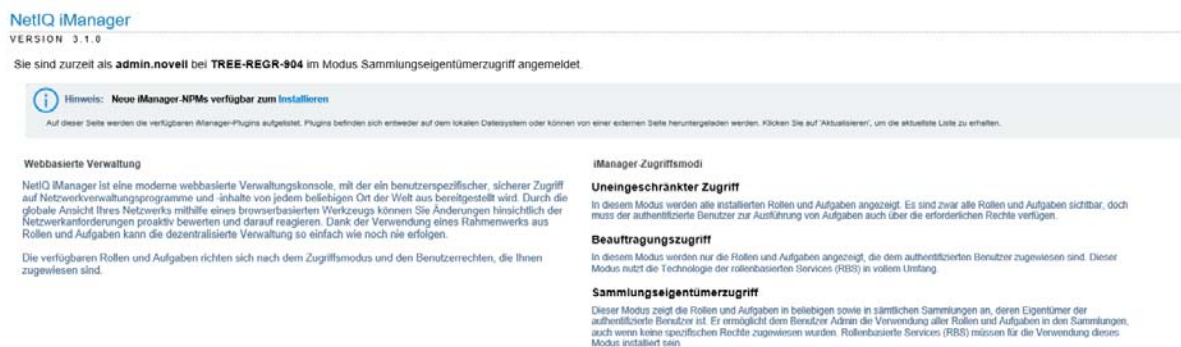 NetIQ iManager
VERSION 3.1.0
Sie sind zurzeit als admin.novell bei TREE-REGR-904 im Modus Sammlungseigentümerzugriff angemeldet.
Hinweis: Neue iManager-NPMs verfügbar zum Installieren
Auf dieser Seite werden die verfügbaren iManager-Plugins aufgelistet. Plugins befinden sich entweder auf dem lokalen Dateisystem oder können von einer externen Seite heruntergeladen werden. Klicken Sie auf 'Aktualisieren', um die aktuellste Liste zu erhalten.
Webbasierte Verwaltung
NetIQ iManager ist eine moderne webbasierte Verwaltungskonsole, mit der ein benutzerspezifischer, sicherer Zugriff
auf Netzwerkverwaltungsprogramme und -inhalte von jedem beliebigen Ort der Welt aus bereitgestellt wird. Durch die
globale Ansicht Ihres Netzwerks mithilfe eines browserbasierten Werkzeugs können Sie Änderungen hinsichtlich der
Netzwerkanforderungen proaktiv bewerten und darauf reagieren. Dank der Verwendung eines Rahmenwerks aus
Rollen und Aufgaben kann die dezentralisierte Verwaltung so einfach wie noch nie erfolgen.
Die verfügbaren Rollen und Aufgaben richten sich nach dem Zugriffsmodus und den Benutzerrechten, die Ihnen
zugewiesen sind.
iManager-Zugriffsmodi
Uneingeschränkter Zugriff
In diesem Modus werden alle installierten Rollen und Aufgaben angezeigt. Es sind zwar alle Rollen und Aufgaben sichtbar, doch
muss der authentifizierte Benutzer zur Ausführung von Aufgaben auch über die erforderlichen Rechte verfügen.
Beauftragungszugriff
In diesem Modus werden nur die Rollen und Aufgaben angezeigt, die dem authentifizierten Benutzer zugewiesen sind. Dieser
Modus nutzt die Technologie der rollenbasierten Services (RBS) in vollem Umfang.
Sammlungseigentümerzugriff
Dieser Modus zeigt die Rollen und Aufgaben in beliebigen sowie in sämtlichen Sammlungen an, deren Eigentümer der
authentifizierte Benutzer ist. Er ermöglicht dem Benutzer Admin die Verwendung aller Rollen und Aufgaben in den Sammlungen,
auch wenn keine spezifischen Rechte zugewiesen wurden. Rollenbasierte Services (RBS) müssen für die Verwendung dieses
Modus installiert sein.